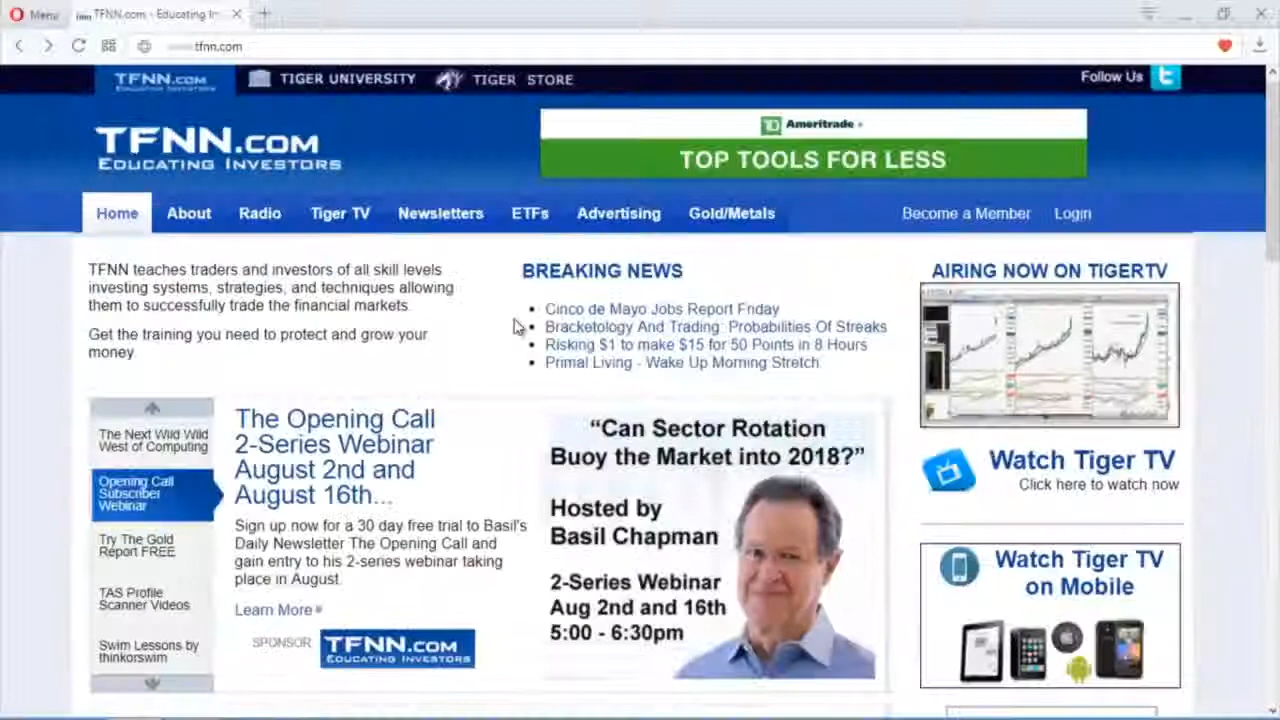 Menu
TFNN.com - Educating In
tfnn.com
TFNN.COM
EDUCATING INVESTORS
TIGER UNIVERSITY
TIGER STORE
Follow Us
TFNN.COM
EDUCATING INVESTORS
TD Ameritrade
TOP TOOLS FOR LESS
Home About Radio Tiger TV Newsletters ETFs Advertising Gold/Metals Become a Member Login
TFNN teaches traders and investors of all skill levels
investing systems, strategies, and techniques allowing
them to successfully trade the financial markets.
Get the training you need to protect and grow your
money.
BREAKING NEWS
Cinco de Mayo Jobs Report Friday
Bracketology And Trading: Probabilities Of Streaks
Risking $1 to make $15 for 50 Points in 8 Hours
Primal Living - Wake Up Morning Stretch
AIRING NOW ON TIGERTV
The Next Wild Wild
West of Computing
Opening Call
Subscriber
Webinar
Try The Gold
Report FREE
TAS Profile
Scanner Videos
Swim Lessons by
thinkorswim
The Opening Call
2-Series Webinar
August 2nd and
August 16th...
Sign up now for a 30 day free trial to Basil's
Daily Newsletter The Opening Call and
gain entry to his 2-series webinar taking
place in August.
Learn More
SPONSOR
TFNN.COM
EDUCATING INVESTORS
“Can Sector Rotation
Buoy the Market into 2018?”
Hosted by
Basil Chapman
2-Series Webinar
Aug 2nd and 16th
5:00 - 6:30pm
Watch Tiger TV
Click here to watch now
Watch Tiger TV
on Mobile